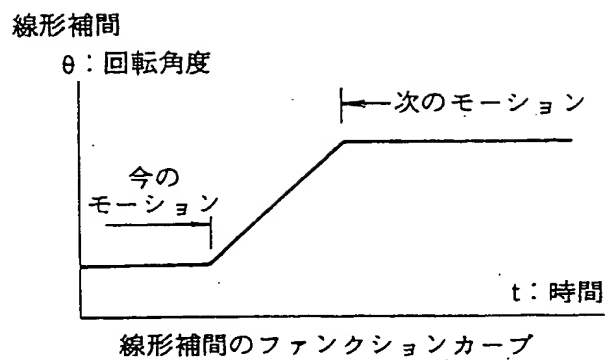 線形補間
θ：回転角度
次のモーション
今の
モーション
t：時間
線形補間のファンクションカーブ